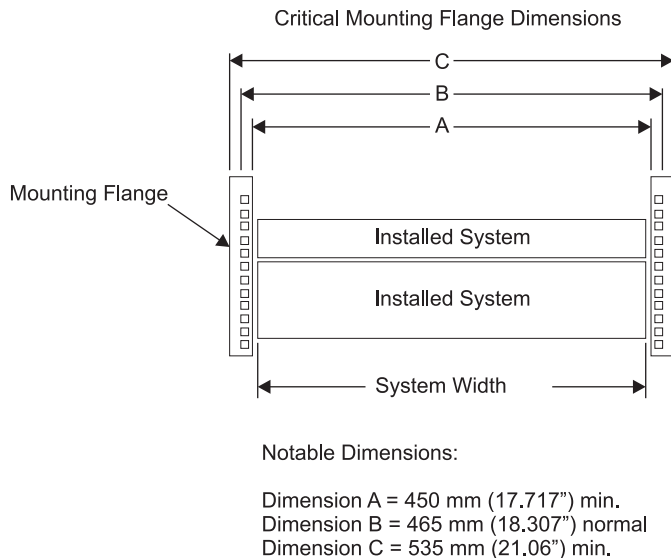 Critical Mounting Flange Dimensions
C
B
A
Mounting Flange
Installed System
Installed System
System Width
Notable Dimensions:
Dimension A = 450 mm (17.717”) min.
Dimension B = 465 mm (18.307”) normal
Dimension C = 535 mm (21.06”) min.